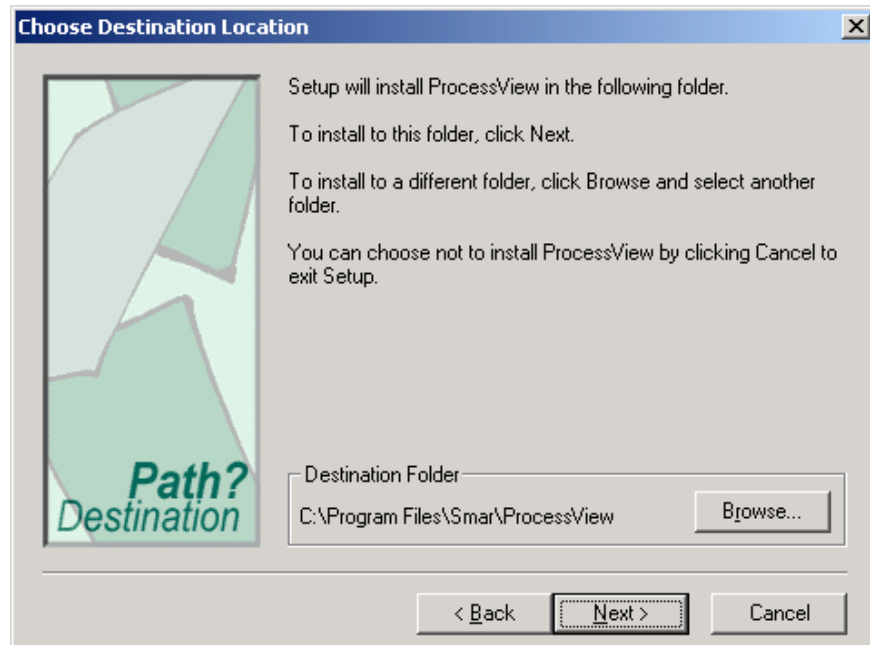 Choose Destination Location
Setup will install ProcessView in the following folder.
To install to this folder, click Next.
To install to a different folder, click Browse and select another
folder.
You can choose not to install ProcessView by clicking Cancel to
exit Setup.
Path?
Destination
Destination Folder
C:\Program Files\Smar\ProcessView
Browse...
< Back
Next >
Cancel